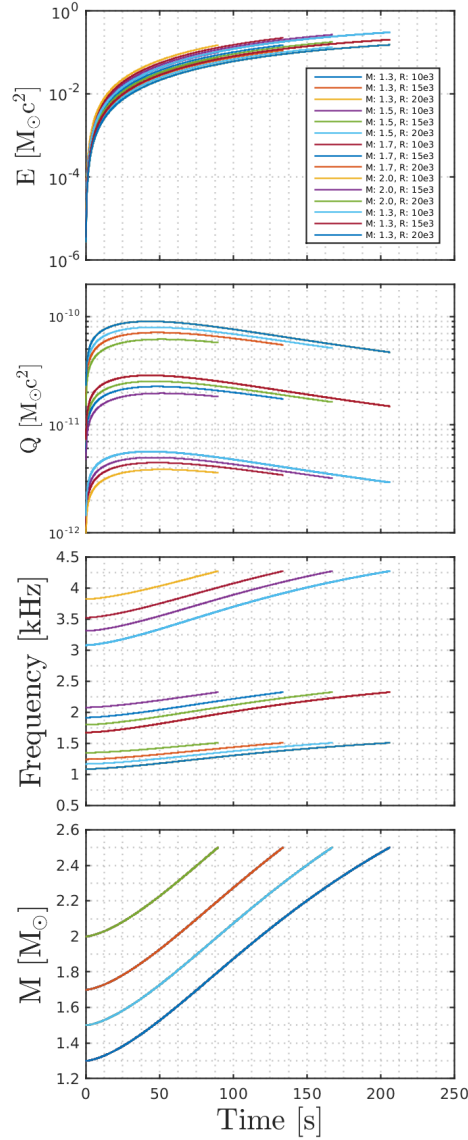 10^0
10^-2
10^-4
10^-6
E [M☉c²]
M: 1.3, R: 10e3
M: 1.3, R: 15e3
M: 1.3, R: 20e3
M: 1.5, R: 10e3
M: 1.5, R: 15e3
M: 1.5, R: 20e3
M: 1.7, R: 10e3
M: 1.7, R: 15e3
M: 1.7, R: 20e3
M: 2.0, R: 10e3
M: 2.0, R: 15e3
M: 2.0, R: 20e3
M: 1.3, R: 10e3
M: 1.3, R: 15e3
M: 1.3, R: 20e3
10^-10
10^-11
10^-12
Q [M☉c²]
4.5
4
3.5
3
2.5
2
1.5
1
0.5
Frequency [kHz]
2.6
2.4
2.2
2
1.8
1.6
1.4
1.2
M [M☉]
0 50 100 150 200 250
Time [s]